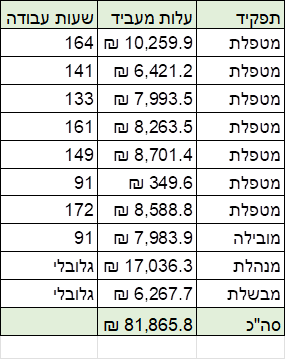 תפקיד עלות מעביד שעות עבודה
מטפלת 10,259.9 ₪ 164
מטפלת 6,421.2 ₪ 141
מטפלת 7,993.5 ₪ 133
מטפלת 8,263.5 ₪ 161
מטפלת 8,701.4 ₪ 149
מטפלת 349.6 ₪ 91
מטפלת 8,588.8 ₪ 172
מובילה 7,983.9 ₪ 91
מנהלת 17,036.3 ₪ גלובלי
מבשלת 6,267.7 ₪ גלובלי
סה"כ 81,865.8 ₪